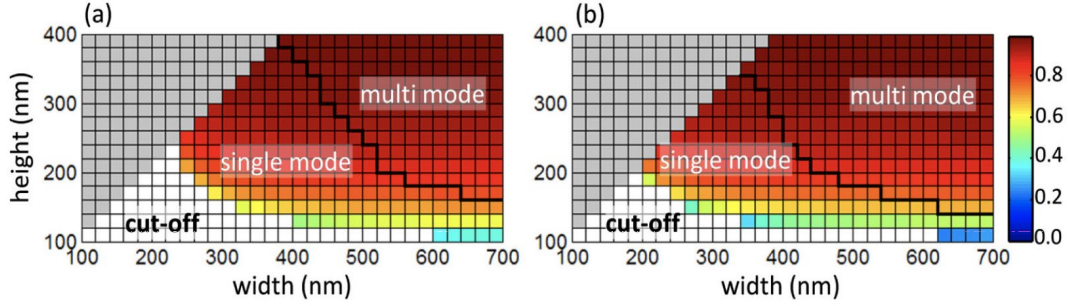 (a)
(b)
400
300
200
100
height (nm)
multi mode
single mode
cut-off
100 200 300 400 500 600 700
width (nm)
400
300
200
100
multi mode
single mode
cut-off
100 200 300 400 500 600 700
width (nm)
0.8
0.6
0.4
0.2
0.0